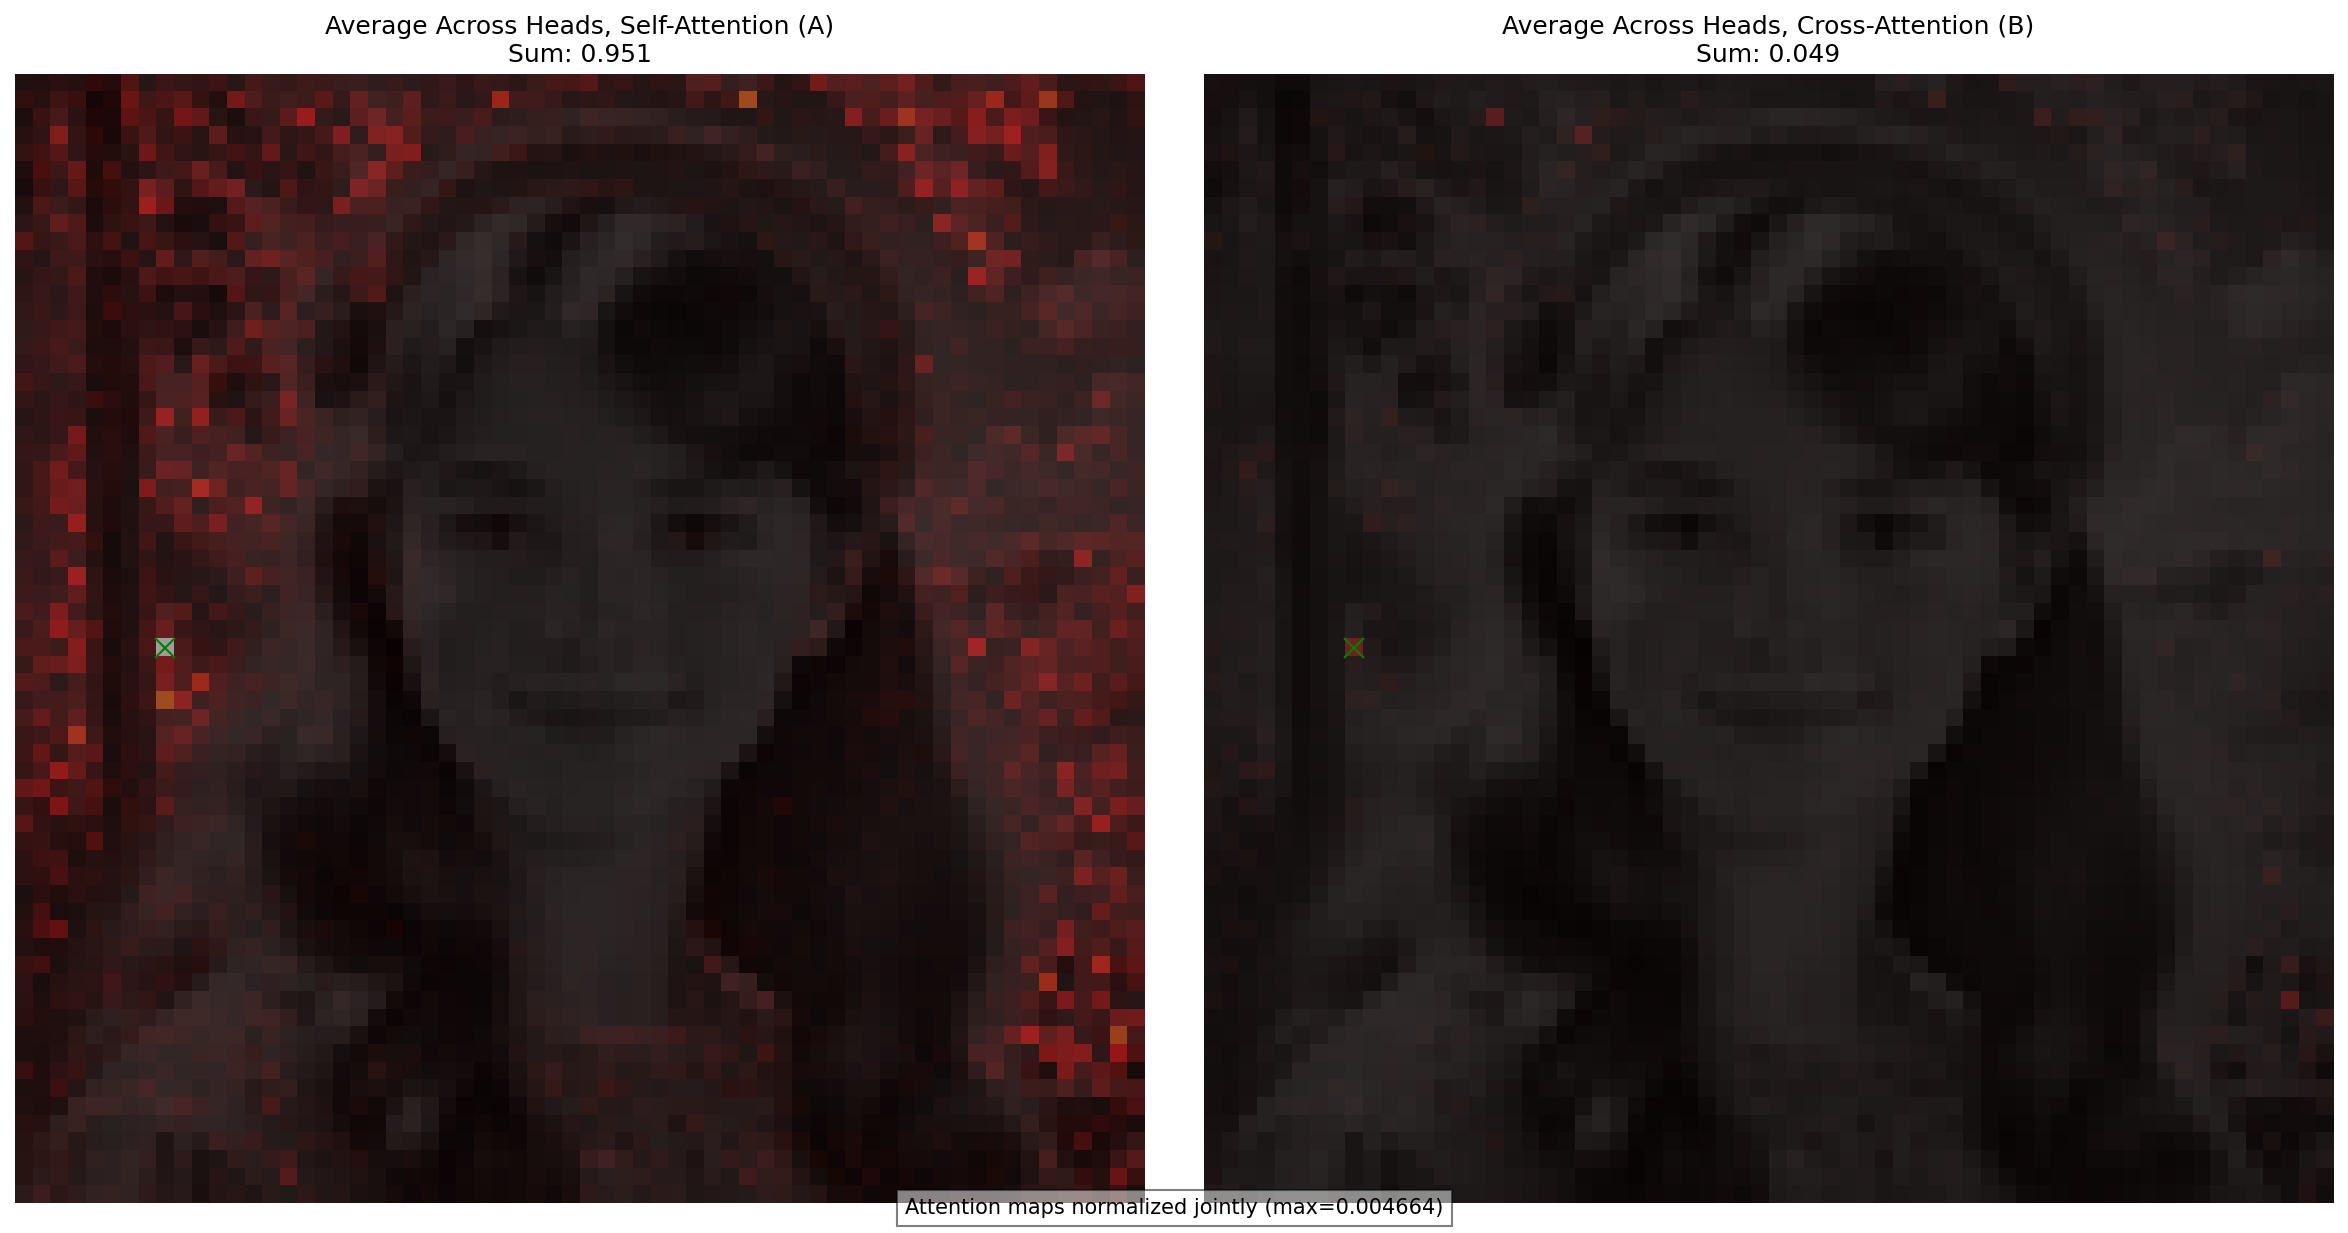 Average Across Heads, Self-Attention (A)
Sum: 0.951
Average Across Heads, Cross-Attention (B)
Sum: 0.049
Attention maps normalized jointly (max=0.004664)